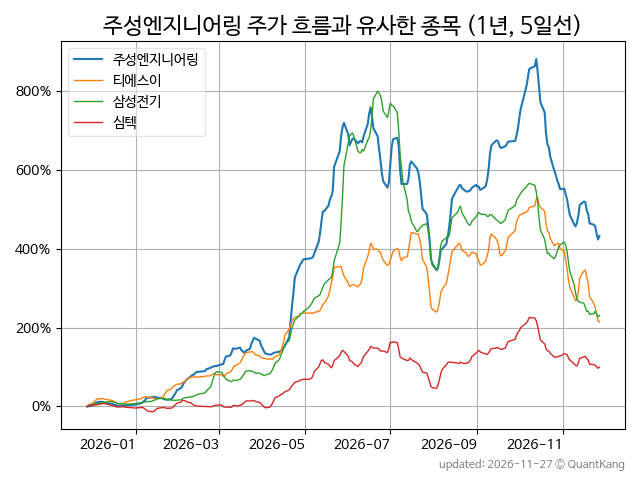 주성엔지니어링 주가 흐름과 유사한 종목 (1년, 5일선)
주성엔지니어링
티에스이
삼성전기
심텍
800%
600%
400%
200%
0%
2026-01 2026-03 2026-05 2026-07 2026-09 2026-11
updated: 2026-11-27 © QuantKang